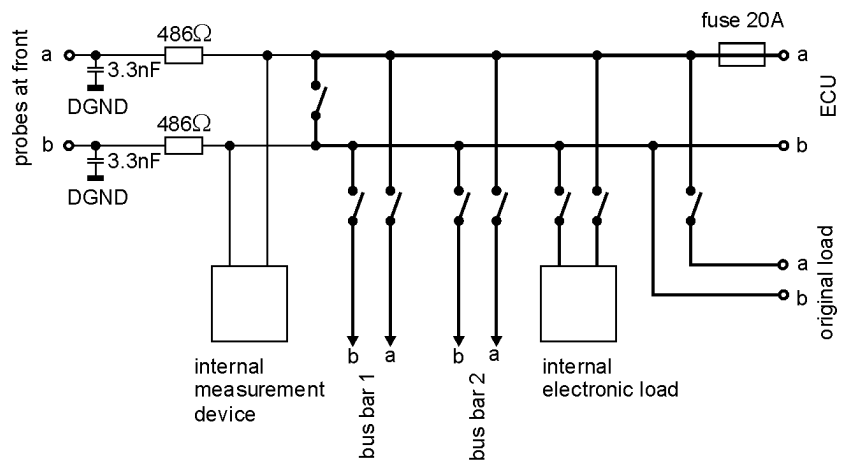 fuse 20A
486Ω
a
3.3nF
DGND
a
probes at front
ECU
486Ω
b
3.3nF
DGND
b
a
b
original load
b
a
b
a
internal
measurement
device
bus bar 1
bus bar 2
internal
electronic load